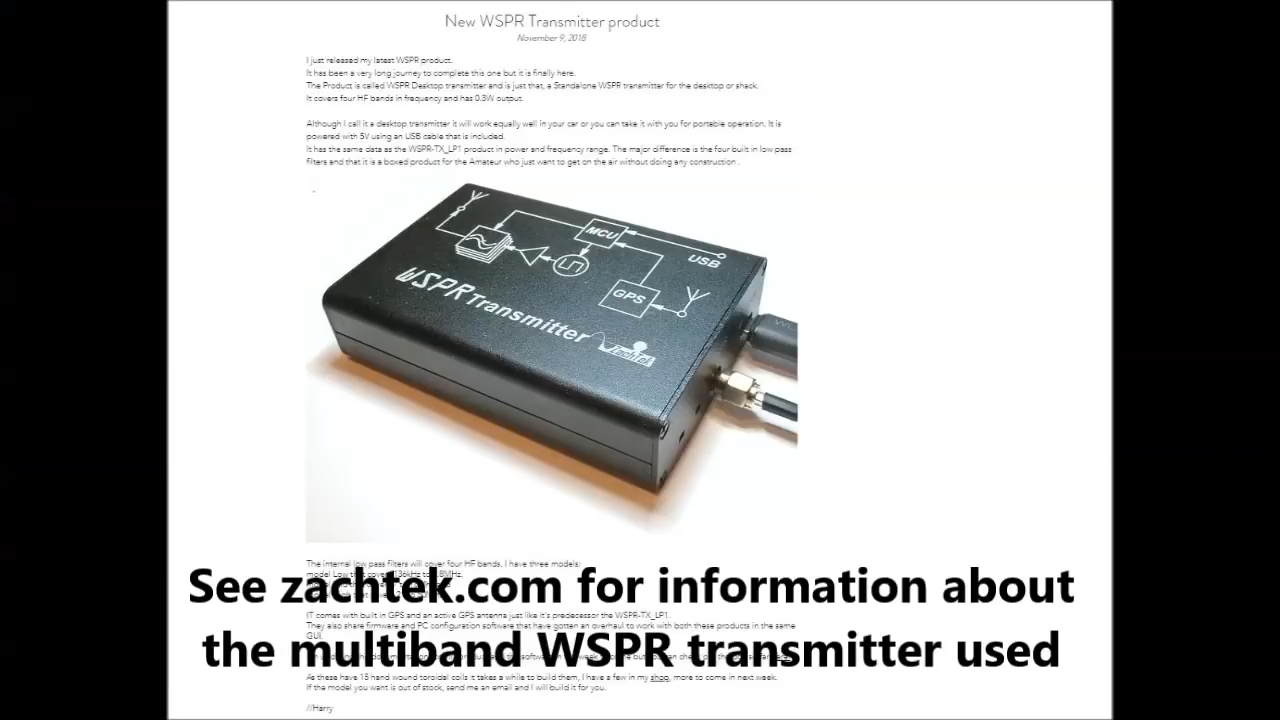 New WSPR Transmitter product
November 9, 2018
I just released my latest WSPR product.
It has been a very long journey to complete this one but it is finally here.
The Product is called WSPR Desktop transmitter and is just that, a Standalone WSPR transmitter for the desktop or shack.
It covers four HF bands in frequency and has 0.3W output.
Although I call it a desktop transmitter it will work equally well in your car or you can take it with you for portable operation. It is
powered with 5V using an USB cable that is included.
It has the same data as the WSPR-TX_LP1 product in power and frequency range. The major difference is the four built in low pass
filters and that it is a boxed product for the Amateur who just want to get on the air without doing any construction .
MCU
USB
GPS
WSPR Transmitter
ZachTek
The internal low pass filters will cover four HF bands. I have three models:
model Low that
See zachtek.com for information about
IT comes with built in GPS and an active GPS antenna just like it's predecessor the WSPR-TX_LP1.
They also share firmware and PC configuration software that have gotten an overhaul to work with both these products in the same
GUI.
the multiband WSPR transmitter used
As these have 15 hand wound toroidal coils it takes a while to build them, I have a few in my shop, more to come in next week.
If the model you want is out of stock, send me an email and I will build it for you.
//Harry